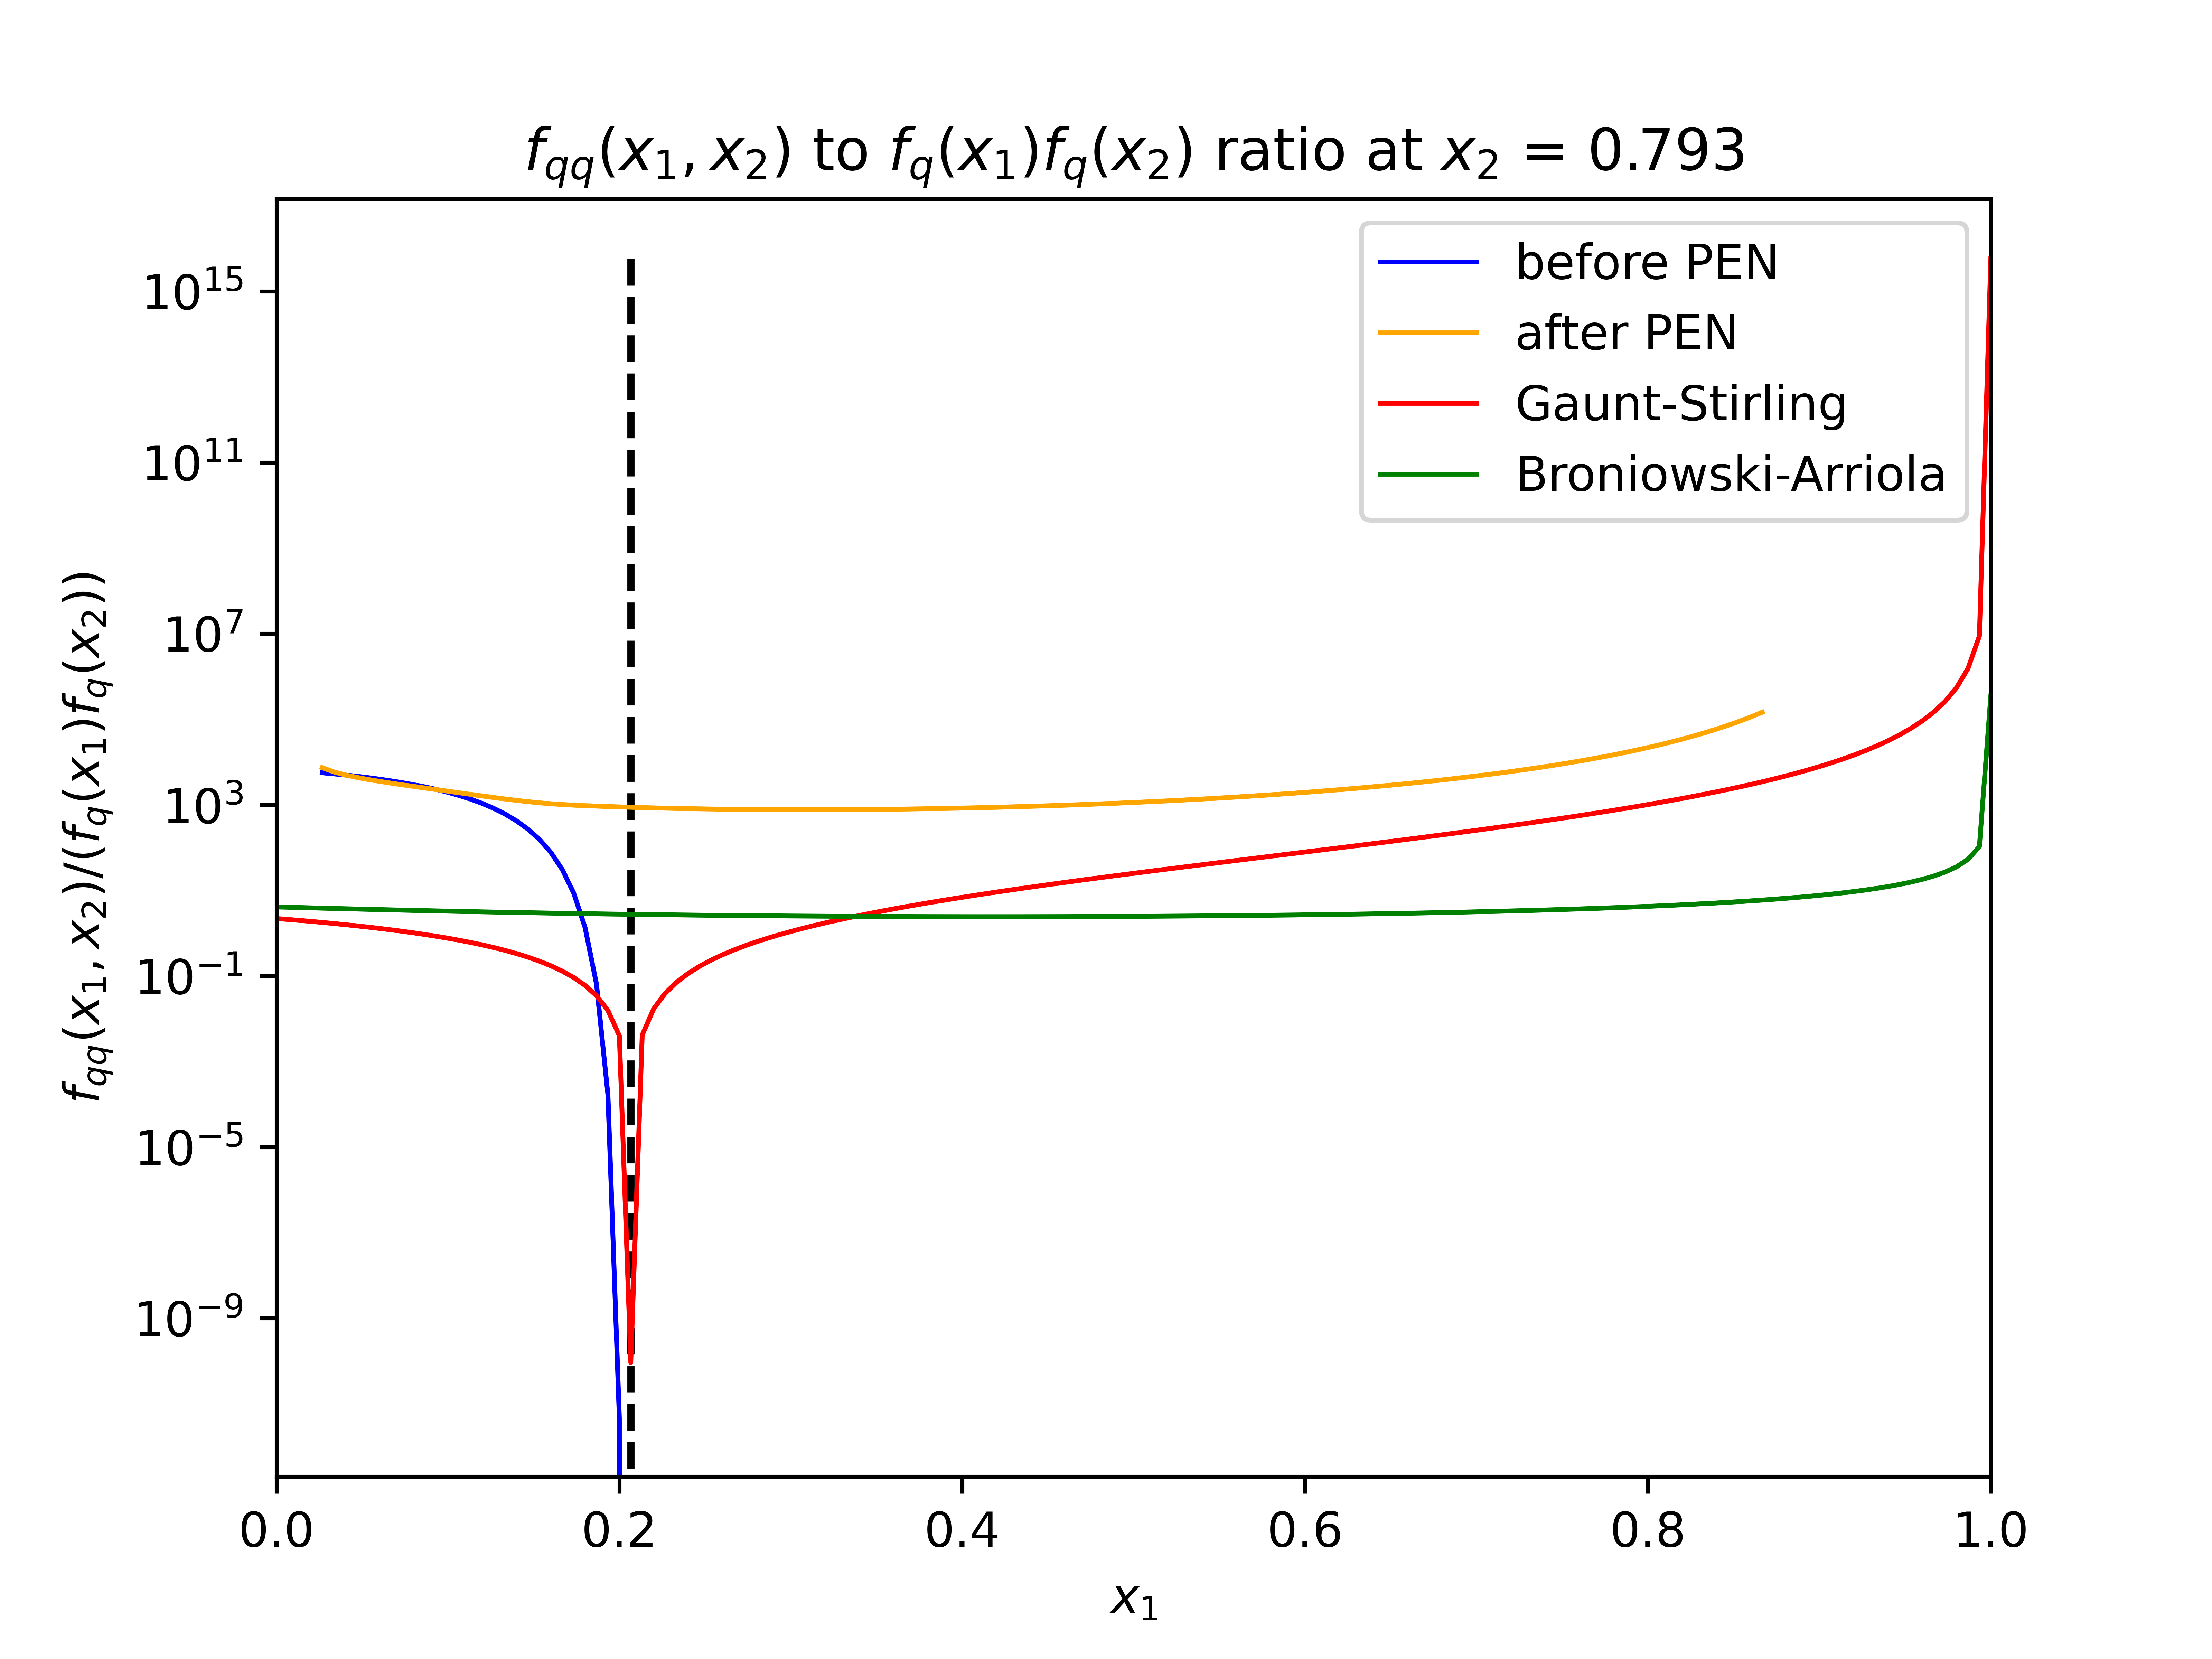 f_{qq}(x_1, x_2) to f_q(x_1)f_q(x_2) ratio at x_2 = 0.793
before PEN
after PEN
Gaunt-Stirling
Broniowski-Arriola
f_{qq}(x_1, x_2)/(f_q(x_1)f_q(x_2))
10^{15}
10^{11}
10^7
10^3
10^{−1}
10^{−5}
10^{−9}
0.0 0.2 0.4 0.6 0.8 1.0
x_1